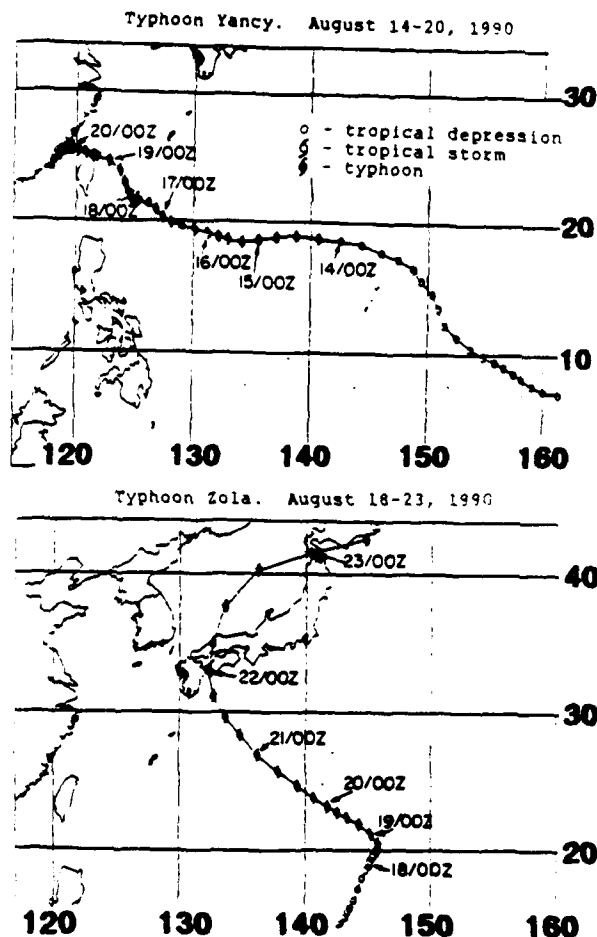 Typhoon Yancy. August 14-20, 1990
30
20/00Z
o - tropical depression
19/00Z
- tropical storm
17/00Z
- typhoon
18/00Z
20
16/00Z
14/00Z
15/00Z
10
120 130 140 150 160
Typhoon Zola. August 18-23, 1990
23/00Z
40
22/00Z
30
21/00Z
20/00Z
19/00Z
20
18/00Z
120 130 140 150 160